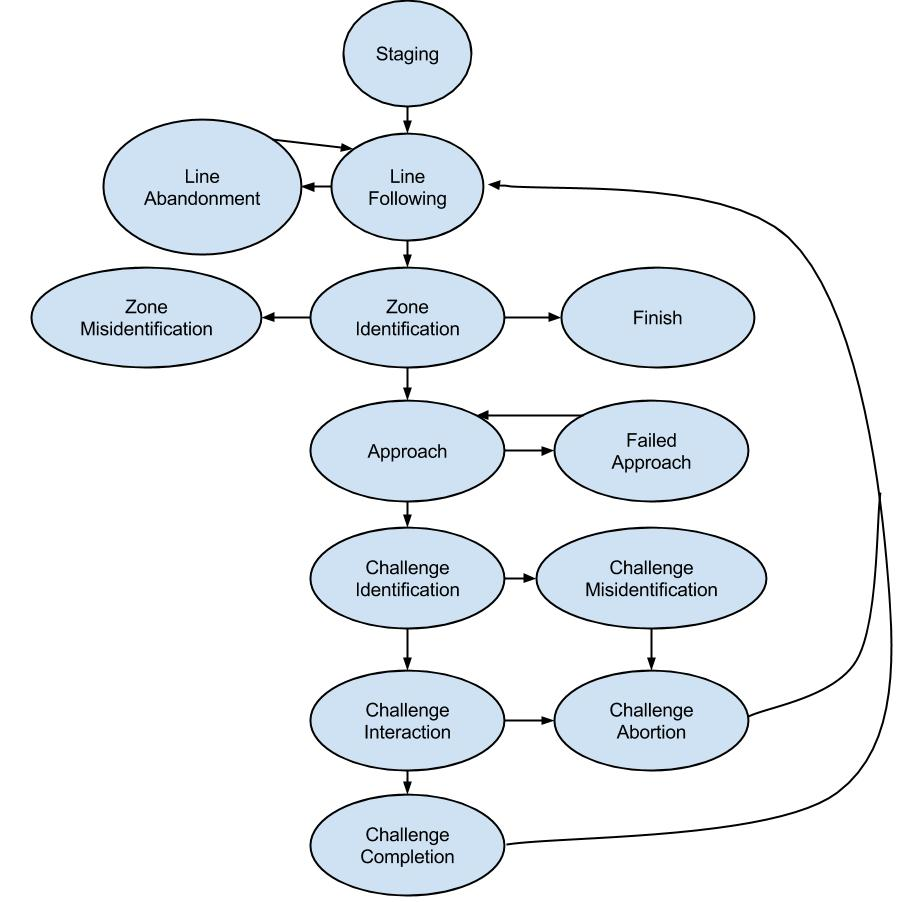 Staging
Line
Abandonment
Line
Following
Zone
Misidentification
Zone
Identification
Finish
Approach
Failed
Approach
Challenge
Identification
Challenge
Misidentification
Challenge
Interaction
Challenge
Abortion
Challenge
Completion